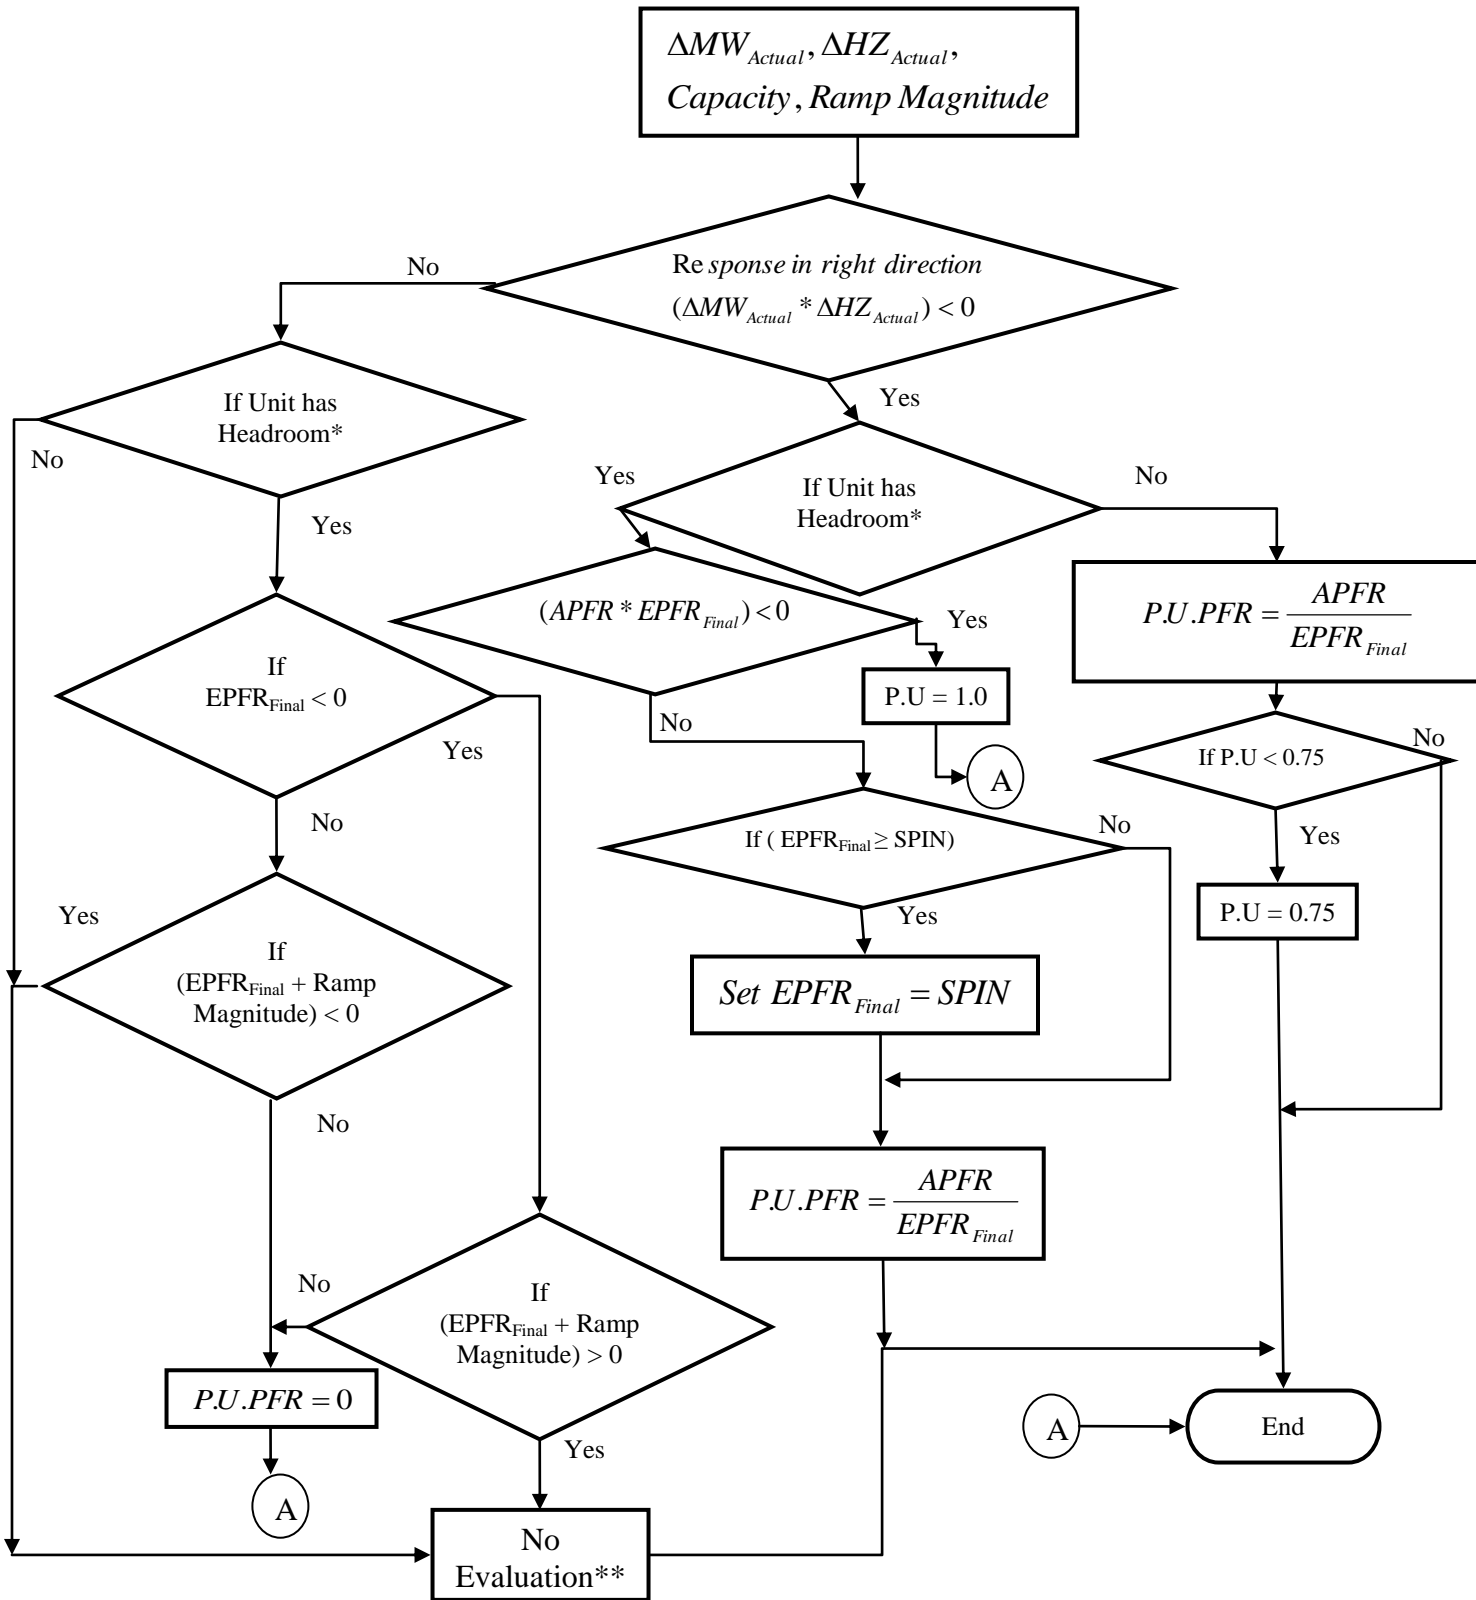 ΔMW_Actual, ΔHZ_Actual,
Capacity, Ramp Magnitude
Re sponse in right direction
(ΔMW_Actual * ΔHZ_Actual) < 0
No
Yes
If Unit has
Headroom*
No
Yes
If Unit has
Headroom*
Yes
No
(APFR * EPFR_Final) < 0
Yes
No
P.U = 1.0
A
P.U.PFR = APFR / EPFR_Final
If P.U < 0.75
No
Yes
P.U = 0.75
If
EPFR_Final < 0
Yes
No
If ( EPFR_Final ≥ SPIN)
No
Yes
Set EPFR_Final = SPIN
Yes
If
(EPFR_Final + Ramp
Magnitude) < 0
No
P.U.PFR = APFR / EPFR_Final
No
If
(EPFR_Final + Ramp
Magnitude) > 0
Yes
P.U.PFR = 0
A
A
End
No
Evaluation**